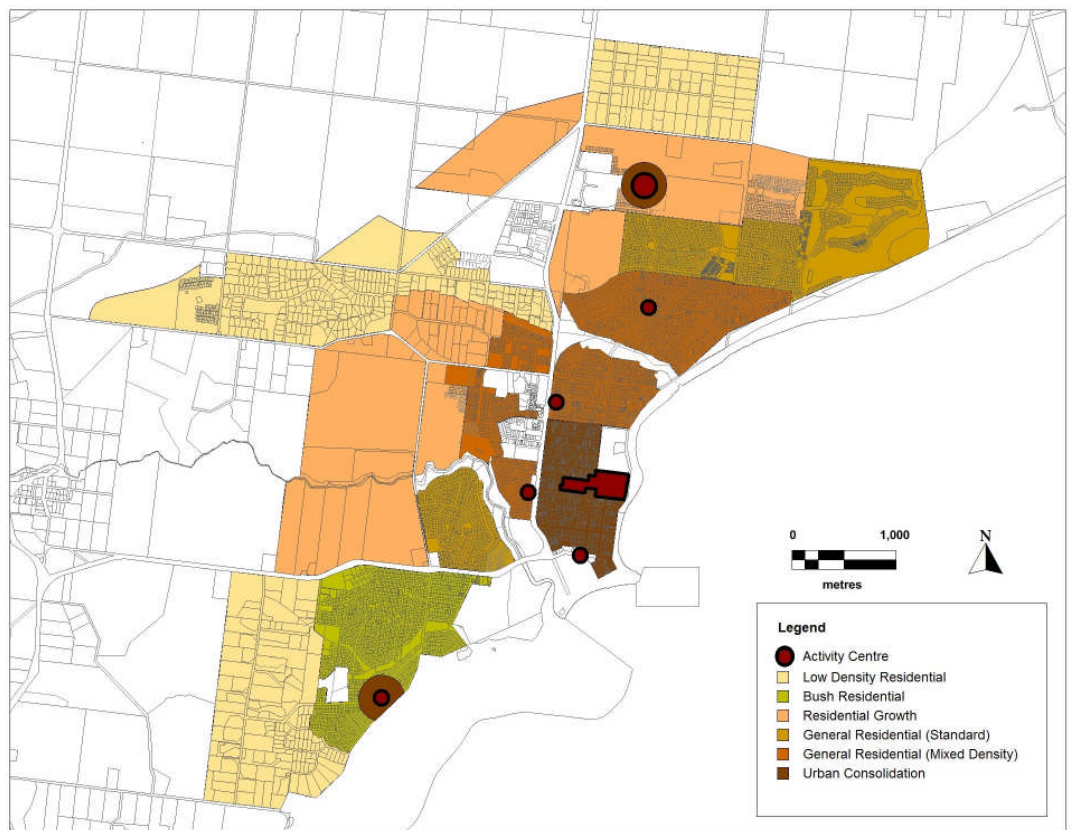 0 1,000
metres
N
Legend
Activity Centre
Low Density Residential
Bush Residential
Residential Growth
General Residential (Standard)
General Residential (Mixed Density)
Urban Consolidation